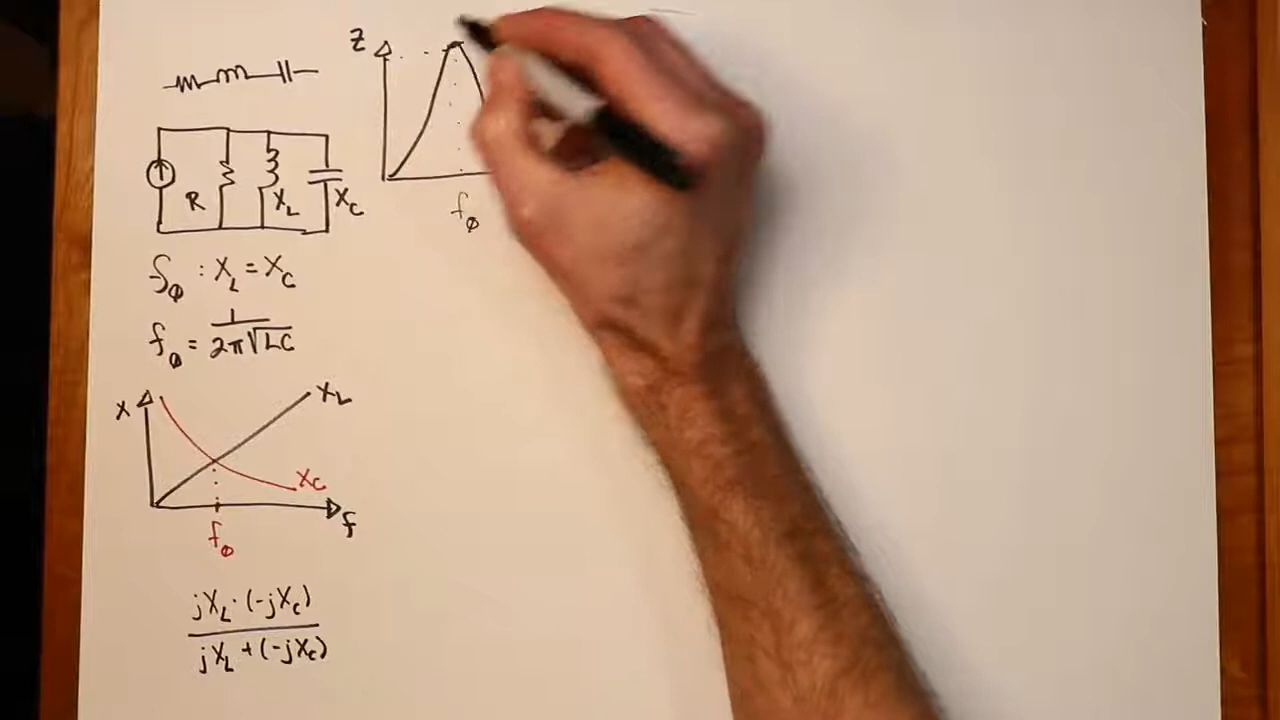 R X_L X_C
f_0 : X_L = X_C
f_0 = 1 / 2π√LC
X X_L
X_C
f_0 f
jX_L · (-jX_C) / jX_L + (-jX_C)
Z
f_0